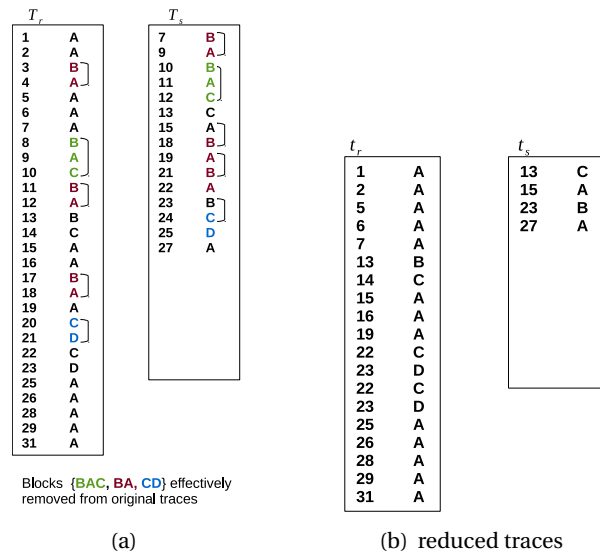 T_r
1 A
2 A
3 B
4 A
5 A
6 A
7 A
8 B
9 A
10 C
11 B
12 A
13 B
14 C
15 A
16 A
17 B
18 A
19 A
20 C
21 D
22 C
23 D
25 A
26 A
28 A
29 A
31 A
T_s
7 B
9 A
10 B
11 A
12 C
13 C
15 A
18 B
19 A
21 B
22 A
23 B
24 C
25 D
27 A
Blocks {BAC, BA, CD} effectively
removed from original traces
(a)
t_r
1 A
2 A
5 A
6 A
7 A
13 B
14 C
15 A
16 A
19 A
22 C
23 D
22 C
23 D
25 A
26 A
28 A
29 A
31 A
t_s
13 C
15 A
23 B
27 A
(b) reduced traces